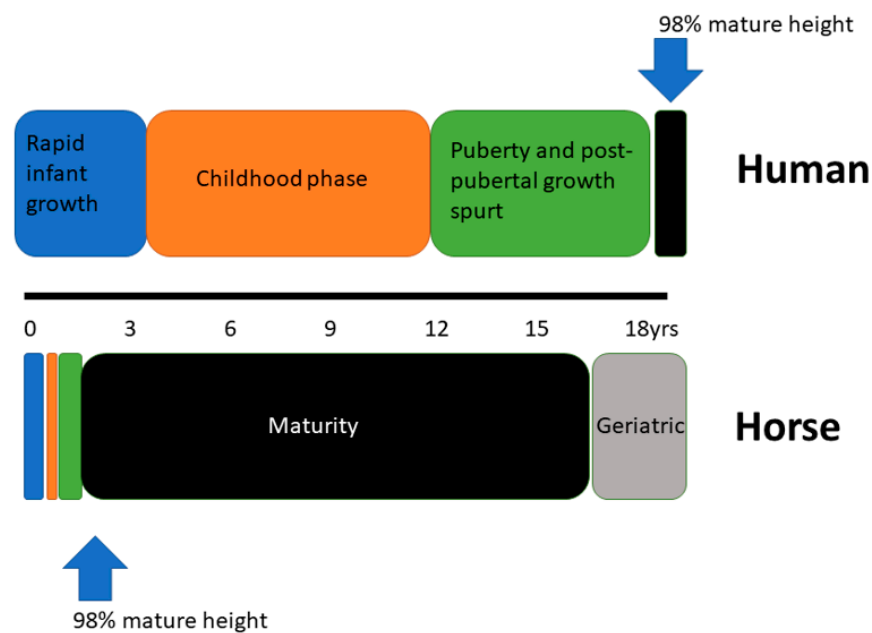 98% mature height
Rapid
infant
growth
Childhood phase
Puberty and post-
pubertal growth
spurt
Human
0 3 6 9 12 15 18yrs
Maturity
Geriatric
Horse
98% mature height